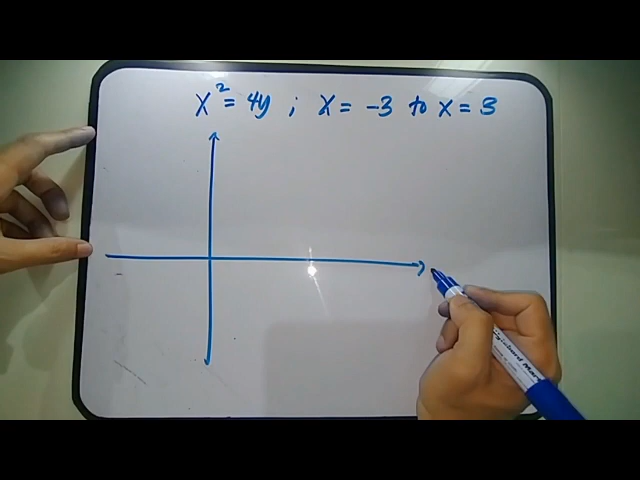 x² = 4y ; x = -3 to x = 3